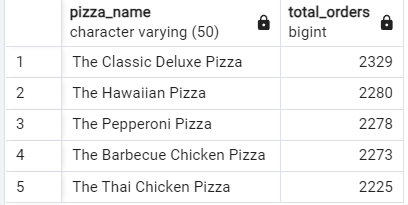 pizza_name total_orders
character varying (50) bigint
1 The Classic Deluxe Pizza 2329
2 The Hawaiian Pizza 2280
3 The Pepperoni Pizza 2278
4 The Barbecue Chicken Pizza 2273
5 The Thai Chicken Pizza 2225